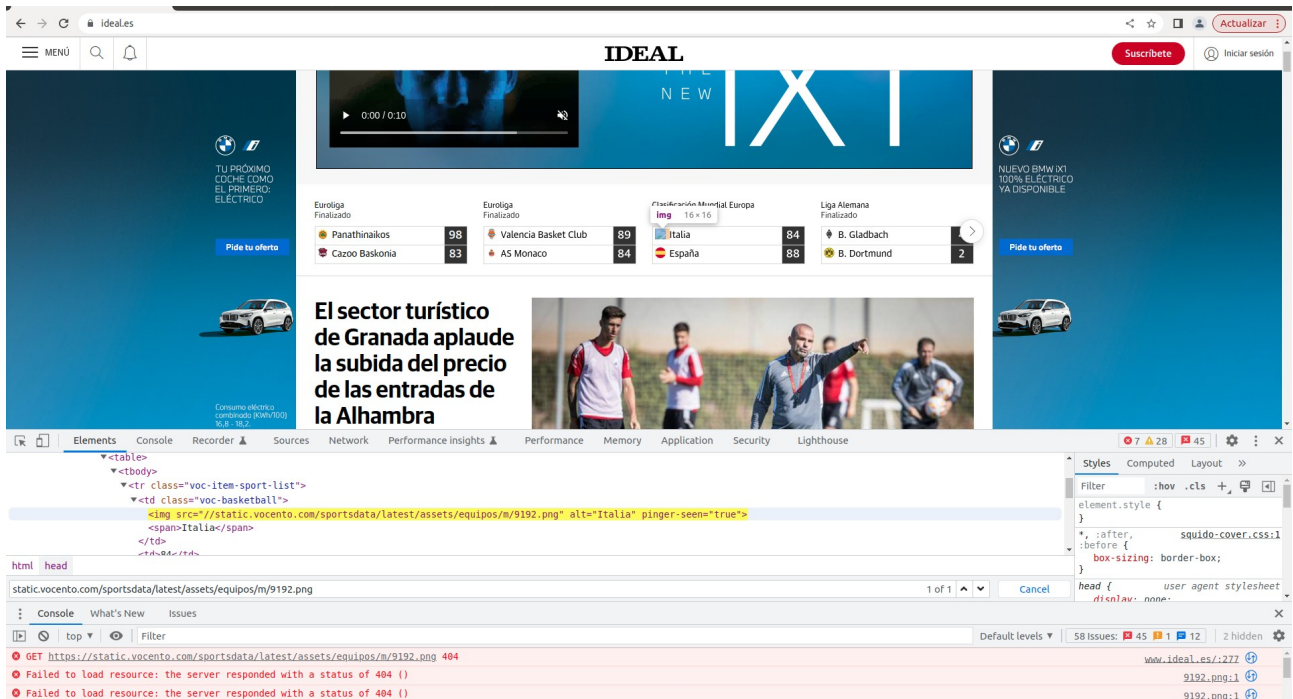 ideal.es
Actualizar
MENÚ
IDEAL
Suscríbete
Iniciar sesión
THE
NEW
iX1
0:00 / 0:10
TU PRÓXIMO
COCHE COMO
EL PRIMERO:
ELÉCTRICO
Pide tu oferta
Consumo eléctrico
combinado (KWh/100)
16,8 - 18,2.
NUEVO BMW iX1
100% ELÉCTRICO
YA DISPONIBLE
Pide tu oferta
Euroliga
Finalizado
Panathinaikos 98
Cazoo Baskonia 83
Euroliga
Finalizado
Valencia Basket Club 89
AS Monaco 84
Clasificación Mundial Europa
img 16 × 16
Italia 84
España 88
Liga Alemana
Finalizado
B. Gladbach
B. Dortmund 2
El sector turístico
de Granada aplaude
la subida del precio
de las entradas de
la Alhambra
Elements Console Recorder Sources Network Performance insights Performance Memory Application Security Lighthouse 7 28 45
▼<table>
▼<tbody>
▼<tr class="voc-item-sport-list">
▼<td class="voc-basketball">
<img src="//static.vocento.com/sportsdata/latest/assets/equipos/m/9192.png" alt="Italia" pinger-seen="true">
<span>Italia</span>
</td>
<td>84</td>
html head
static.vocento.com/sportsdata/latest/assets/equipos/m/9192.png 1 of 1 Cancel
Styles Computed Layout »
Filter :hov .cls +
element.style {
}
*, :after, squido-cover.css:1
:before {
box-sizing: border-box;
}
head { user agent stylesheet
display: none;
Console What's New Issues
top ▼ Filter Default levels ▼ 58 Issues: 45 1 12 2 hidden
GET https://static.vocento.com/sportsdata/latest/assets/equipos/m/9192.png 404 www.ideal.es/:277
Failed to load resource: the server responded with a status of 404 () 9192.png:1
Failed to load resource: the server responded with a status of 404 () 9192.png:1